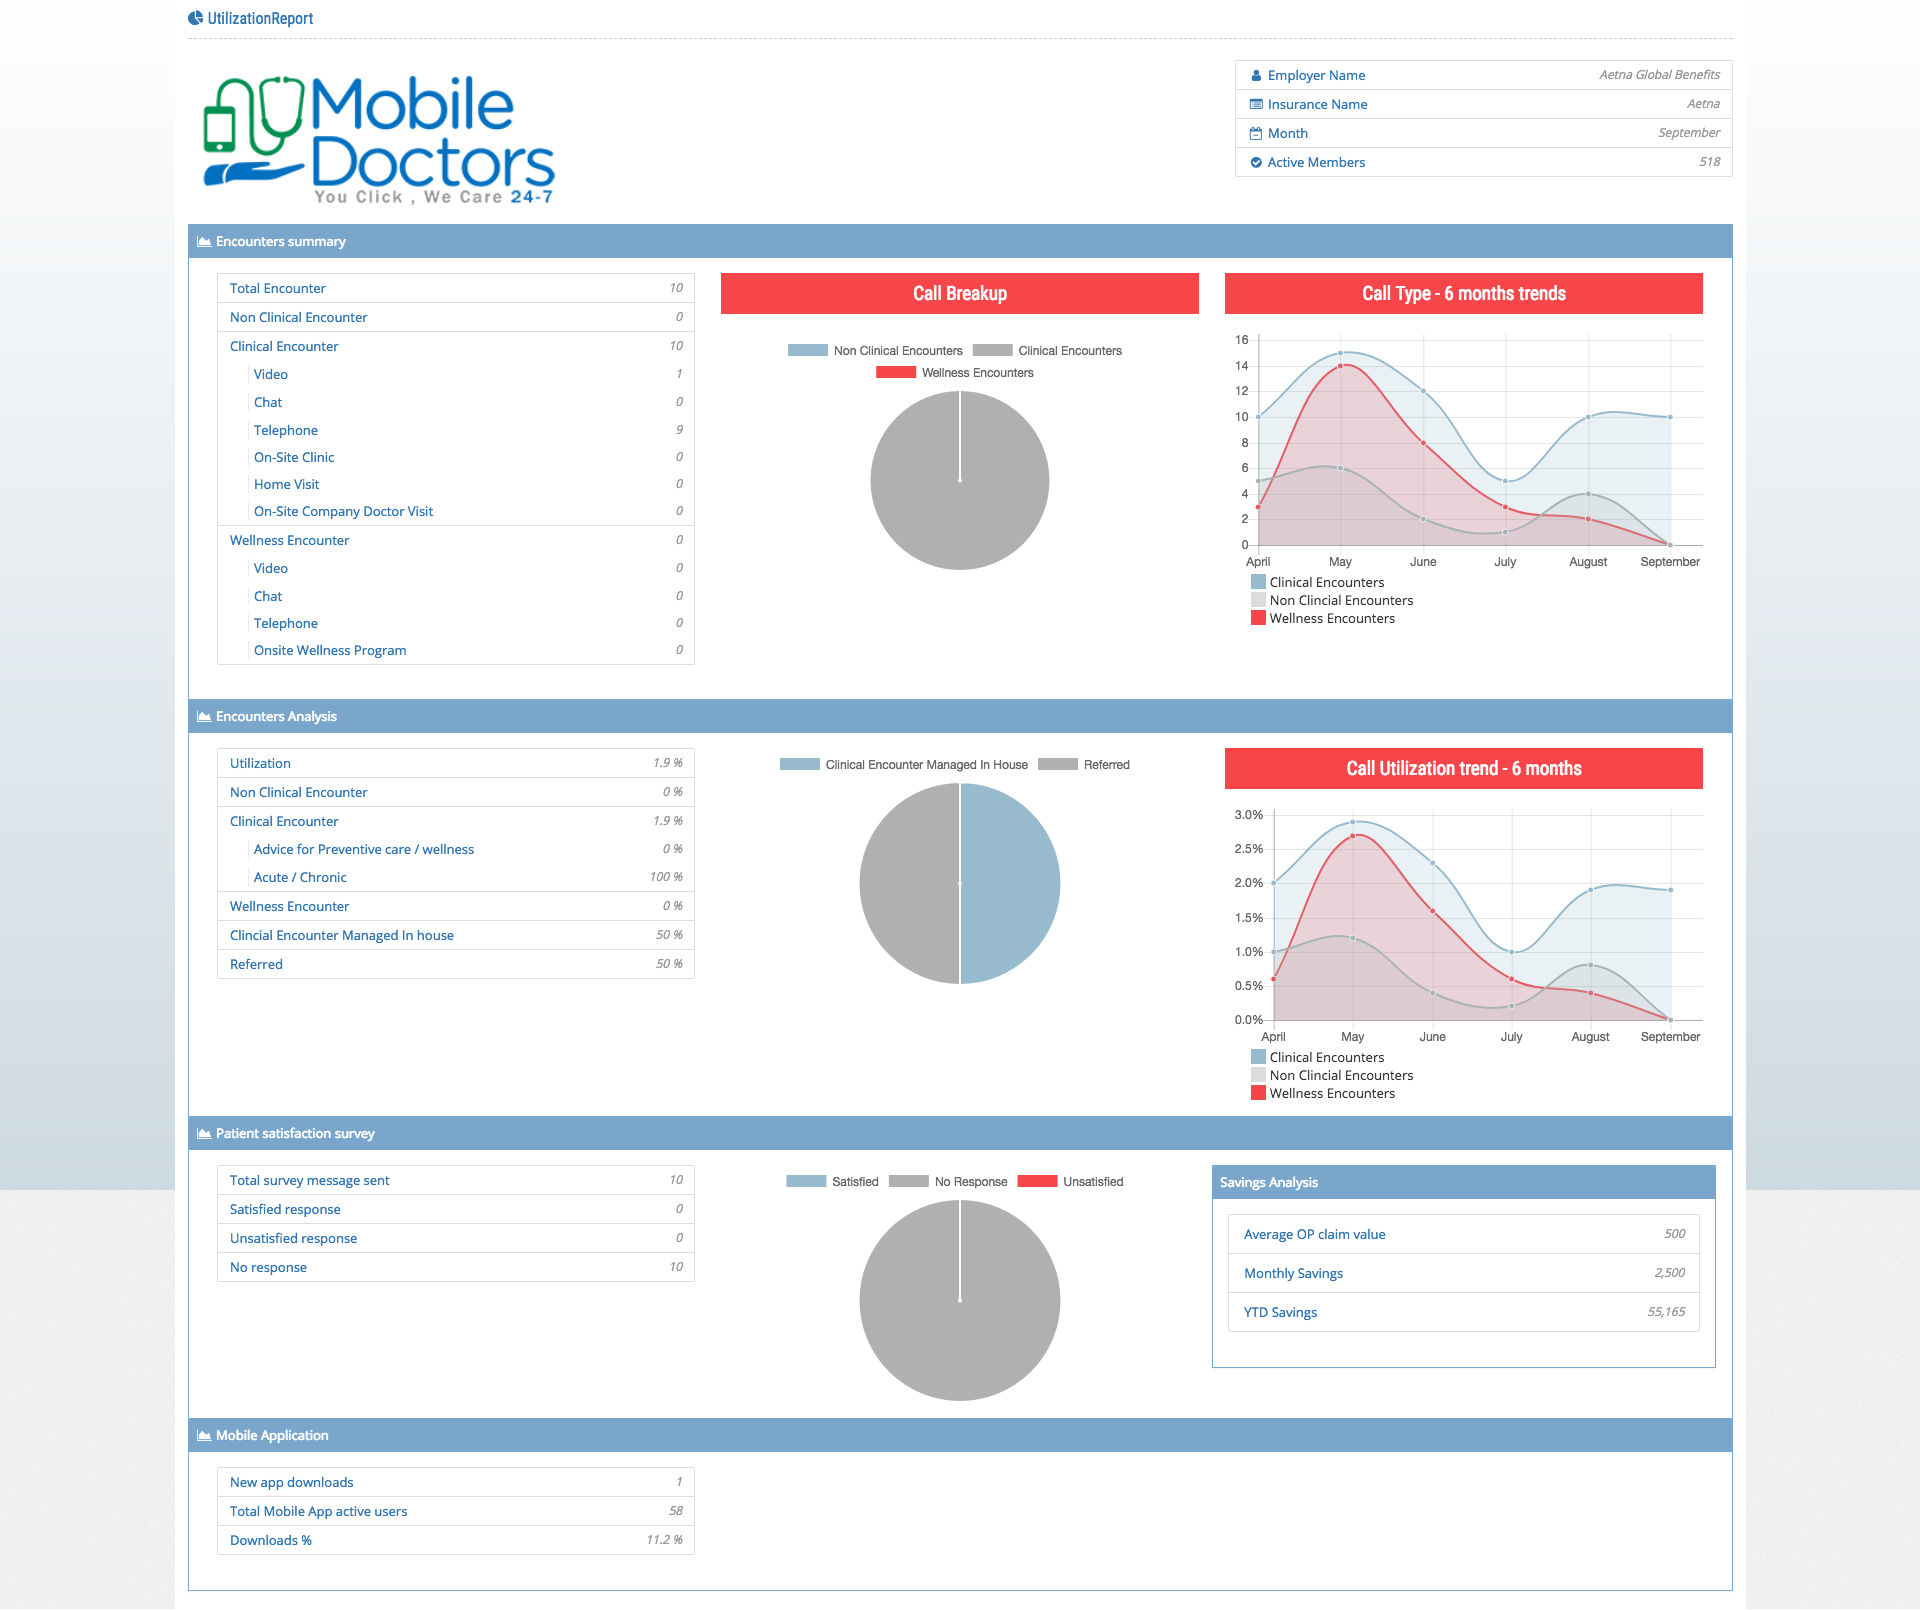 UtilizationReport
Mobile
Doctors
You Click , We Care 24-7
Employer Name Aetna Global Benefits
Insurance Name Aetna
Month September
Active Members 518
Encounters summary
Total Encounter 10
Non Clinical Encounter 0
Clinical Encounter 10
Video 1
Chat 0
Telephone 9
On-Site Clinic 0
Home Visit 0
On-Site Company Doctor Visit 0
Wellness Encounter 0
Video 0
Chat 0
Telephone 0
Onsite Wellness Program 0
Call Breakup
Non Clinical Encounters Clinical Encounters
Wellness Encounters
Call Type - 6 months trends
16
14
12
10
8
6
4
2
0
April May June July August September
Clinical Encounters
Non Clincial Encounters
Wellness Encounters
Encounters Analysis
Utilization 1.9 %
Non Clinical Encounter 0 %
Clinical Encounter 1.9 %
Advice for Preventive care / wellness 0 %
Acute / Chronic 100 %
Wellness Encounter 0 %
Clincial Encounter Managed In house 50 %
Referred 50 %
Clinical Encounter Managed In House Referred
Call Utilization trend - 6 months
3.0%
2.5%
2.0%
1.5%
1.0%
0.5%
0.0%
April May June July August September
Clinical Encounters
Non Clincial Encounters
Wellness Encounters
Patient satisfaction survey
Total survey message sent 10
Satisfied response 0
Unsatisfied response 0
No response 10
Satisfied No Response Unsatisfied
Savings Analysis
Average OP claim value 500
Monthly Savings 2,500
YTD Savings 55,165
Mobile Application
New app downloads 1
Total Mobile App active users 58
Downloads % 11.2 %